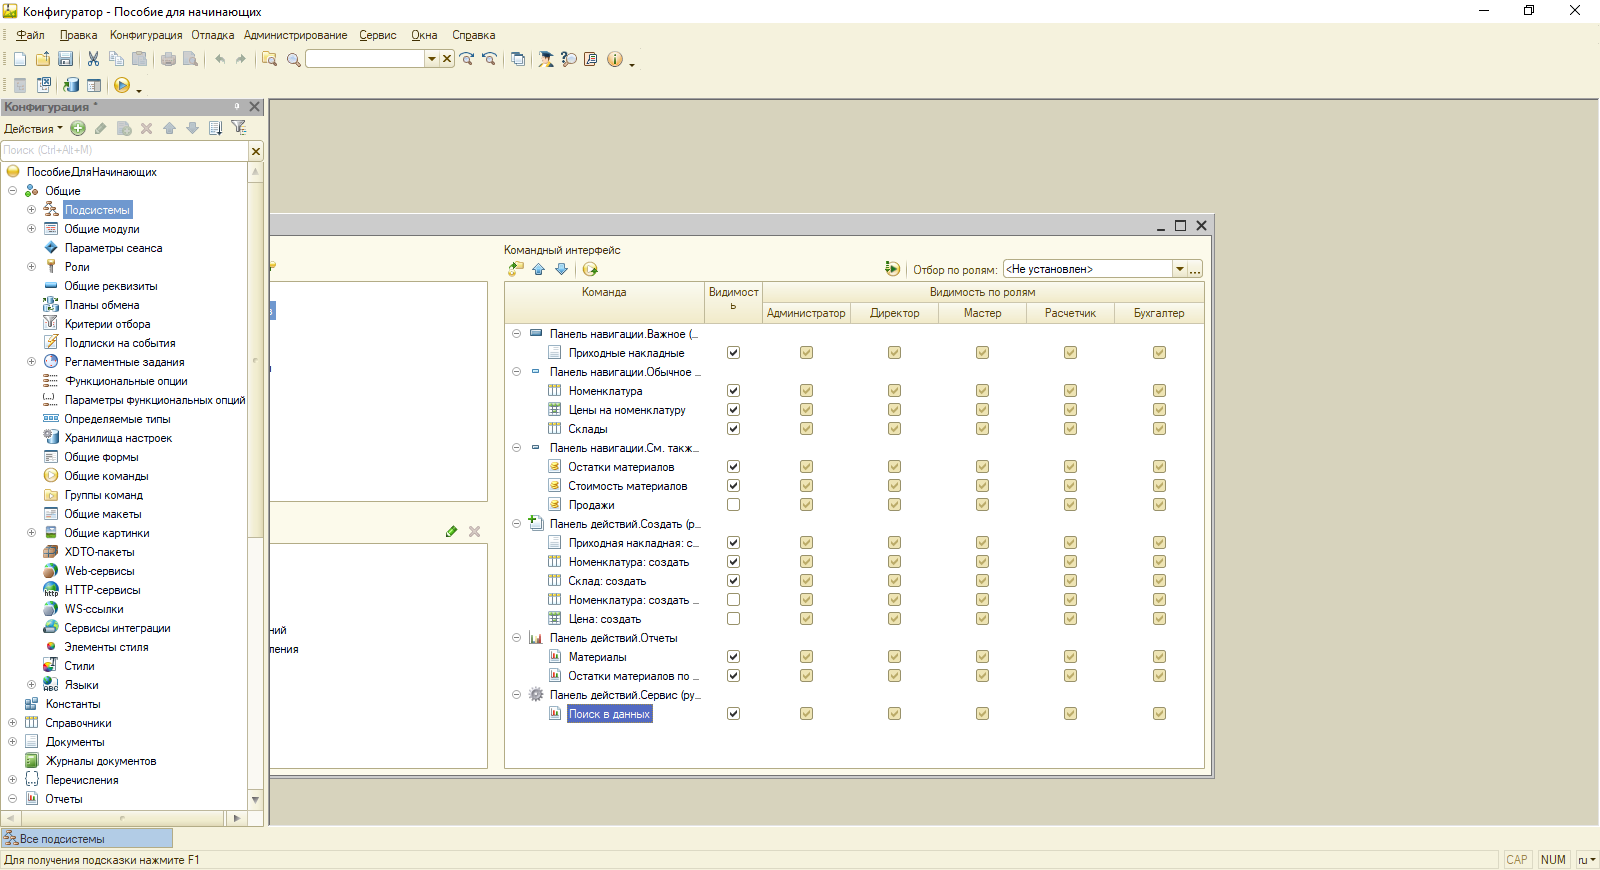 Конфигуратор - Пособие для начинающих
Файл Правка Конфигурация Отладка Администрирование Сервис Окна Справка
Конфигурация *
Действия
Поиск (Ctrl+Alt+M)
ПособиеДляНачинающих
Общие
Подсистемы
Общие модули
Параметры сеанса
Роли
Общие реквизиты
Планы обмена
Критерии отбора
Подписки на события
Регламентные задания
Функциональные опции
Параметры функциональных опций
Определяемые типы
Хранилища настроек
Общие формы
Общие команды
Группы команд
Общие макеты
Общие картинки
XDTO-пакеты
Web-сервисы
HTTP-сервисы
WS-ссылки
Сервисы интеграции
Элементы стиля
Стили
Языки
Константы
Справочники
Документы
Журналы документов
Перечисления
Отчеты
ний
ления
Командный интерфейс
Отбор по ролям: <Не установлен>
Команда Видимост
ь Видимость по ролям
Администратор Директор Мастер Расчетчик Бухгалтер
Панель навигации.Важное (...
Приходные накладные
Панель навигации.Обычное ...
Номенклатура
Цены на номенклатуру
Склады
Панель навигации.См. такж...
Остатки материалов
Стоимость материалов
Продажи
Панель действий.Создать (р...
Приходная накладная: с...
Номенклатура: создать
Склад: создать
Номенклатура: создать ...
Цена: создать
Панель действий.Отчеты
Материалы
Остатки материалов по ...
Панель действий.Сервис (ру...
Поиск в данных
Все подсистемы
Для получения подсказки нажмите F1
CAP NUM ru